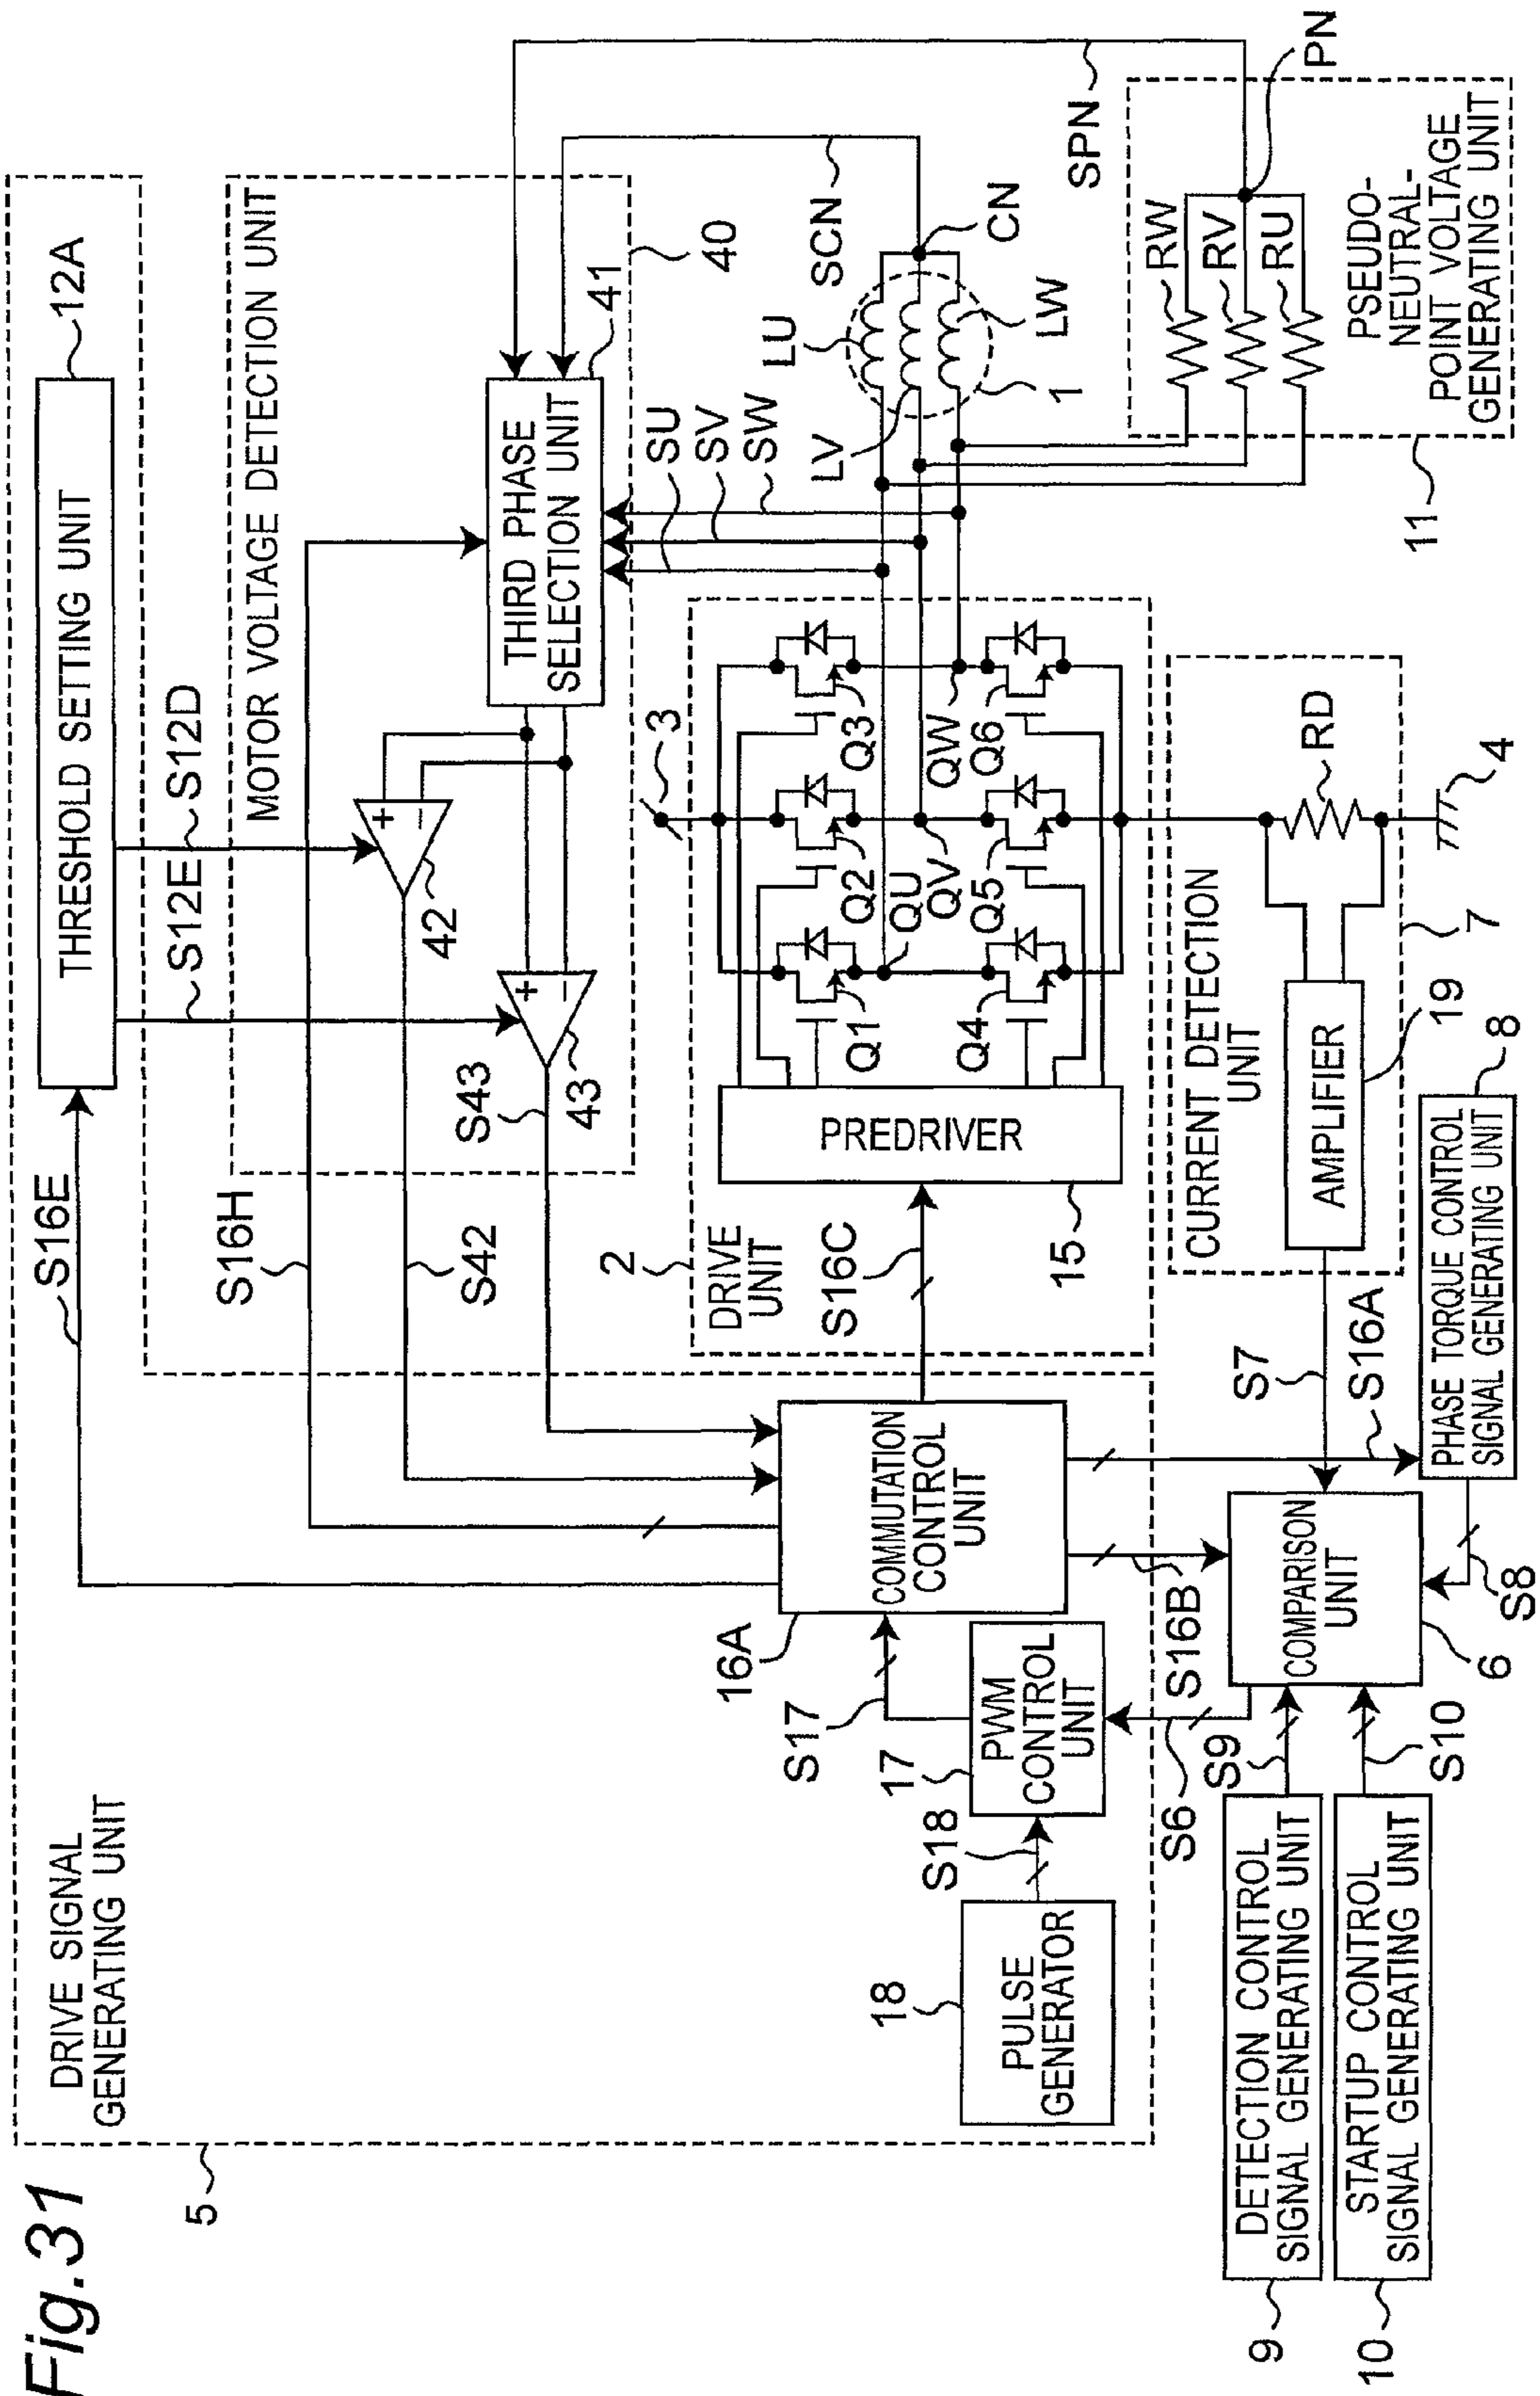 Fig.31
5
DRIVE SIGNAL
GENERATING UNIT
S16E
THRESHOLD SETTING UNIT
12A
S12E
S12D
S16H
S42
S43
MOTOR VOLTAGE DETECTION UNIT
40
42
+
−
43
+
−
THIRD PHASE
SELECTION UNIT
41
SU
SV
SW
SCN
SPN
2
DRIVE
UNIT
S16C
PREDRIVER
15
3
Q1
Q2
Q3
Q4
Q5
Q6
QU
QV
QW
LU
LV
LW
1
CN
PN
RW
RV
RU
PSEUDO-
NEUTRAL-
POINT VOLTAGE
GENERATING UNIT
11
16A
COMMUTATION
CONTROL
UNIT
S17
17
PWM
CONTROL
UNIT
S18
18
PULSE
GENERATOR
S16B
S6
S9
S10
COMPARISON
UNIT
6
S7
S16A
S8
CURRENT DETECTION
UNIT
AMPLIFIER
19
7
RD
4
8
PHASE TORQUE CONTROL
SIGNAL GENERATING UNIT
9
DETECTION CONTROL
SIGNAL GENERATING UNIT
10
STARTUP CONTROL
SIGNAL GENERATING UNIT